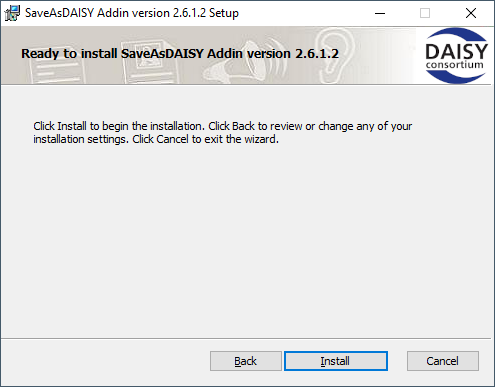 SaveAsDAISY Addin version 2.6.1.2 Setup
Ready to install SaveAsDAISY Addin version 2.6.1.2
DAISY
consortium
Click Install to begin the installation. Click Back to review or change any of your
installation settings. Click Cancel to exit the wizard.
Back
Install
Cancel